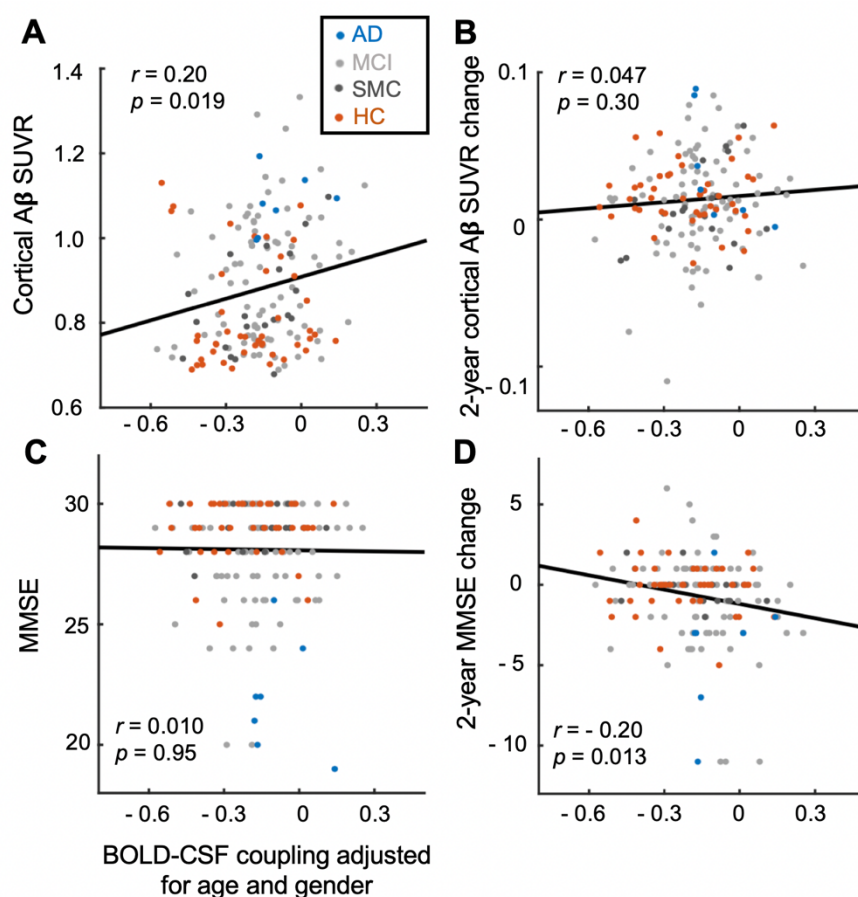 A
r = 0.20
p = 0.019
AD
MCI
SMC
HC
Cortical Aβ SUVR
1.4
1.2
1.0
0.8
0.6
- 0.6
- 0.3
0
0.3
B
r = 0.047
p = 0.30
2-year cortical Aβ SUVR change
0.1
0
- 0.1
- 0.6
- 0.3
0
0.3
C
MMSE
30
25
20
r = 0.010
p = 0.95
- 0.6
- 0.3
0
0.3
BOLD-CSF coupling adjusted
for age and gender
D
2-year MMSE change
5
0
- 5
- 10
r = - 0.20
p = 0.013
- 0.6
- 0.3
0
0.3